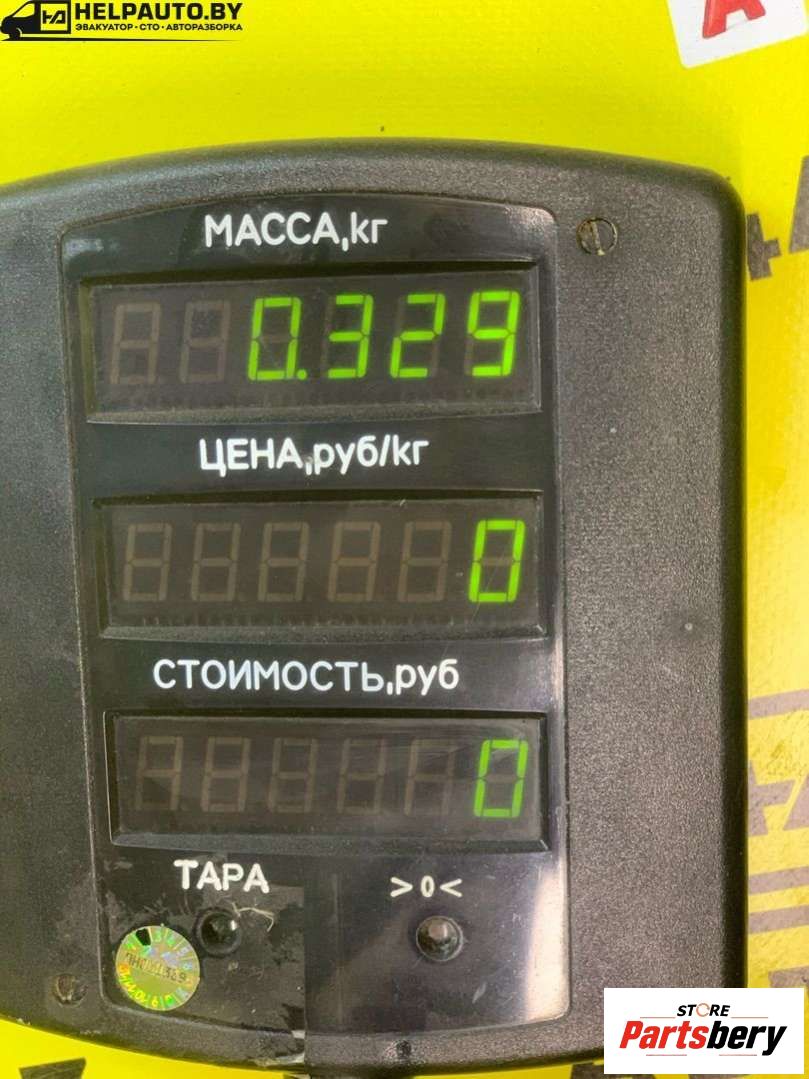 HELPAUTO.BY
ЭВАКУАТОР·СТО·АВТОРАЗБОРКА
МАССА,кг
0.329
ЦЕНА,руб/кг
0
СТОИМОСТЬ,руб
0
ТАРА
>0<
STORE
Partsbery